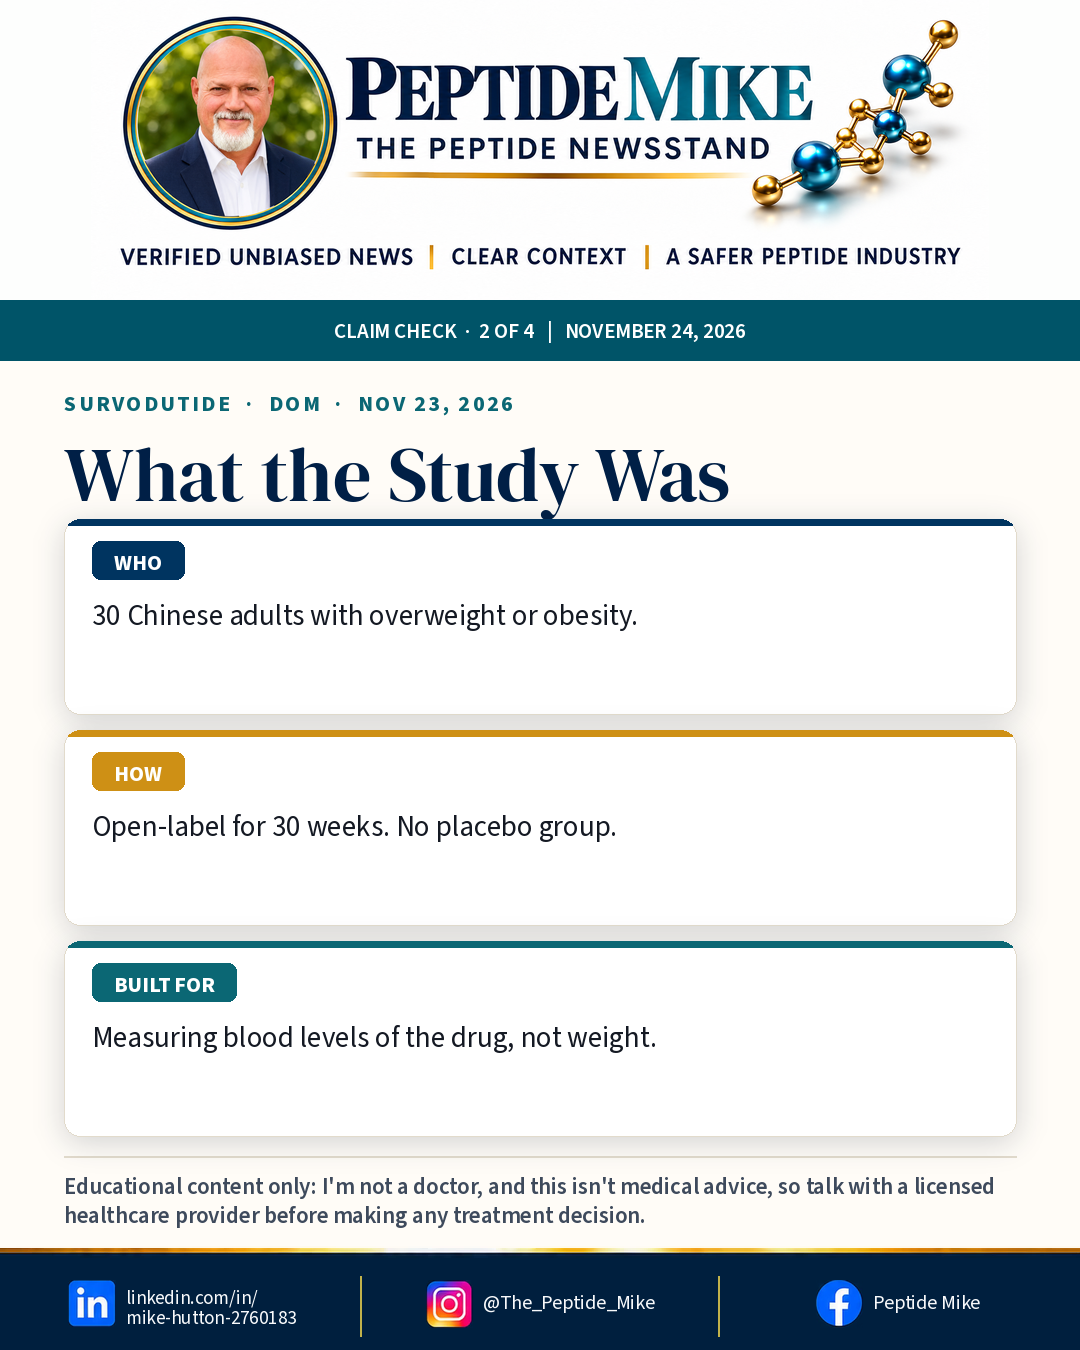 PEPTIDEMIKE
THE PEPTIDE NEWSSTAND
VERIFIED UNBIASED NEWS | CLEAR CONTEXT | A SAFER PEPTIDE INDUSTRY
CLAIM CHECK · 2 OF 4 | NOVEMBER 24, 2026
SURVODUTIDE · DOM · NOV 23, 2026
What the Study Was
WHO
30 Chinese adults with overweight or obesity.
HOW
Open-label for 30 weeks. No placebo group.
BUILT FOR
Measuring blood levels of the drug, not weight.
Educational content only: I'm not a doctor, and this isn't medical advice, so talk with a licensed
healthcare provider before making any treatment decision.
linkedin.com/in/
mike-hutton-2760183
@The_Peptide_Mike
Peptide Mike